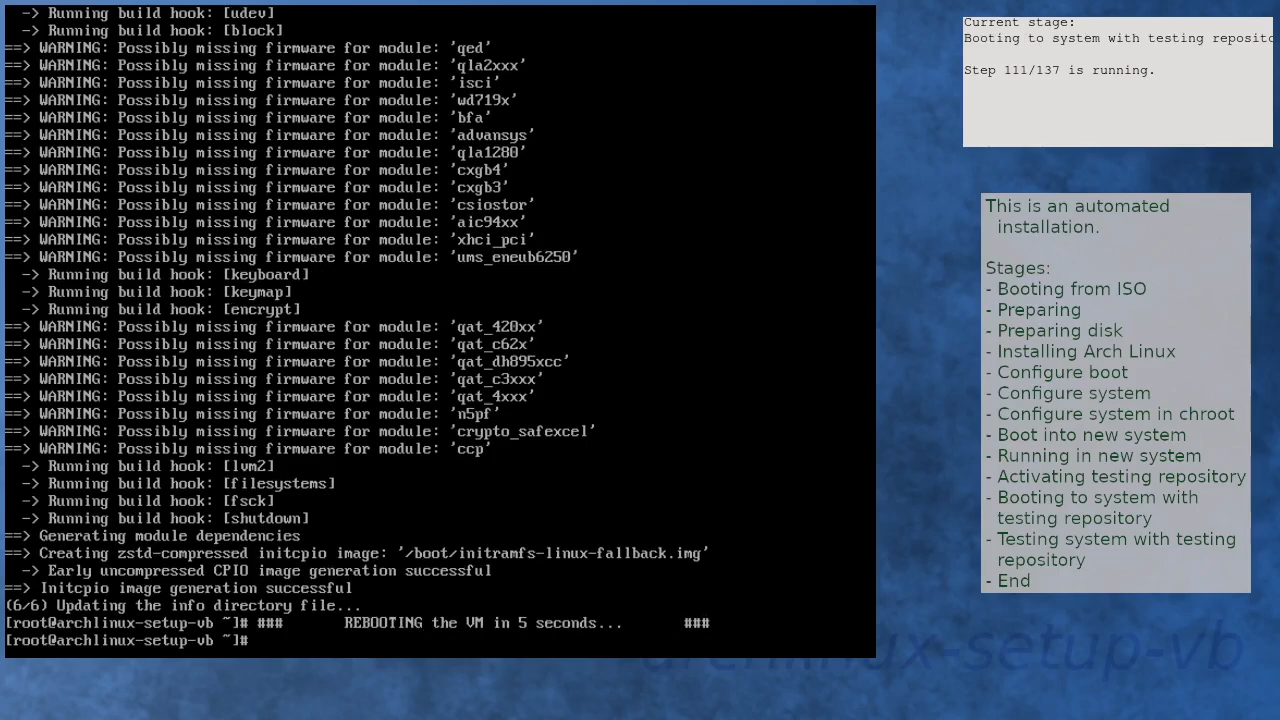 -> Running build hook: [udev]
-> Running build hook: [block]
==> WARNING: Possibly missing firmware for module: 'qed'
==> WARNING: Possibly missing firmware for module: 'qla2xxx'
==> WARNING: Possibly missing firmware for module: 'isci'
==> WARNING: Possibly missing firmware for module: 'wd719x'
==> WARNING: Possibly missing firmware for module: 'bfa'
==> WARNING: Possibly missing firmware for module: 'advansys'
==> WARNING: Possibly missing firmware for module: 'qla1280'
==> WARNING: Possibly missing firmware for module: 'cxgb4'
==> WARNING: Possibly missing firmware for module: 'cxgb3'
==> WARNING: Possibly missing firmware for module: 'csiostor'
==> WARNING: Possibly missing firmware for module: 'aic94xx'
==> WARNING: Possibly missing firmware for module: 'xhci_pci'
==> WARNING: Possibly missing firmware for module: 'ums_eneub6250'
-> Running build hook: [keyboard]
-> Running build hook: [keymap]
-> Running build hook: [encrypt]
==> WARNING: Possibly missing firmware for module: 'qat_420xx'
==> WARNING: Possibly missing firmware for module: 'qat_c62x'
==> WARNING: Possibly missing firmware for module: 'qat_dh895xcc'
==> WARNING: Possibly missing firmware for module: 'qat_c3xxx'
==> WARNING: Possibly missing firmware for module: 'qat_4xxx'
==> WARNING: Possibly missing firmware for module: 'n5pf'
==> WARNING: Possibly missing firmware for module: 'crypto_safexcel'
==> WARNING: Possibly missing firmware for module: 'ccp'
-> Running build hook: [lvm2]
-> Running build hook: [filesystems]
-> Running build hook: [fsck]
-> Running build hook: [shutdown]
==> Generating module dependencies
==> Creating zstd-compressed initcpio image: '/boot/initramfs-linux-fallback.img'
-> Early uncompressed CPIO image generation successful
==> Initcpio image generation successful
(6/6) Updating the info directory file...
[root@archlinux-setup-vb ~]# ### REBOOTING the VM in 5 seconds... ###
[root@archlinux-setup-vb ~]#
Current stage:
Booting to system with testing reposito
Step 111/137 is running.
This is an automated
installation.
Stages:
- Booting from ISO
- Preparing
- Preparing disk
- Installing Arch Linux
- Configure boot
- Configure system
- Configure system in chroot
- Boot into new system
- Running in new system
- Activating testing repository
- Booting to system with
testing repository
- Testing system with testing
repository
- End
archlinux-setup-vb